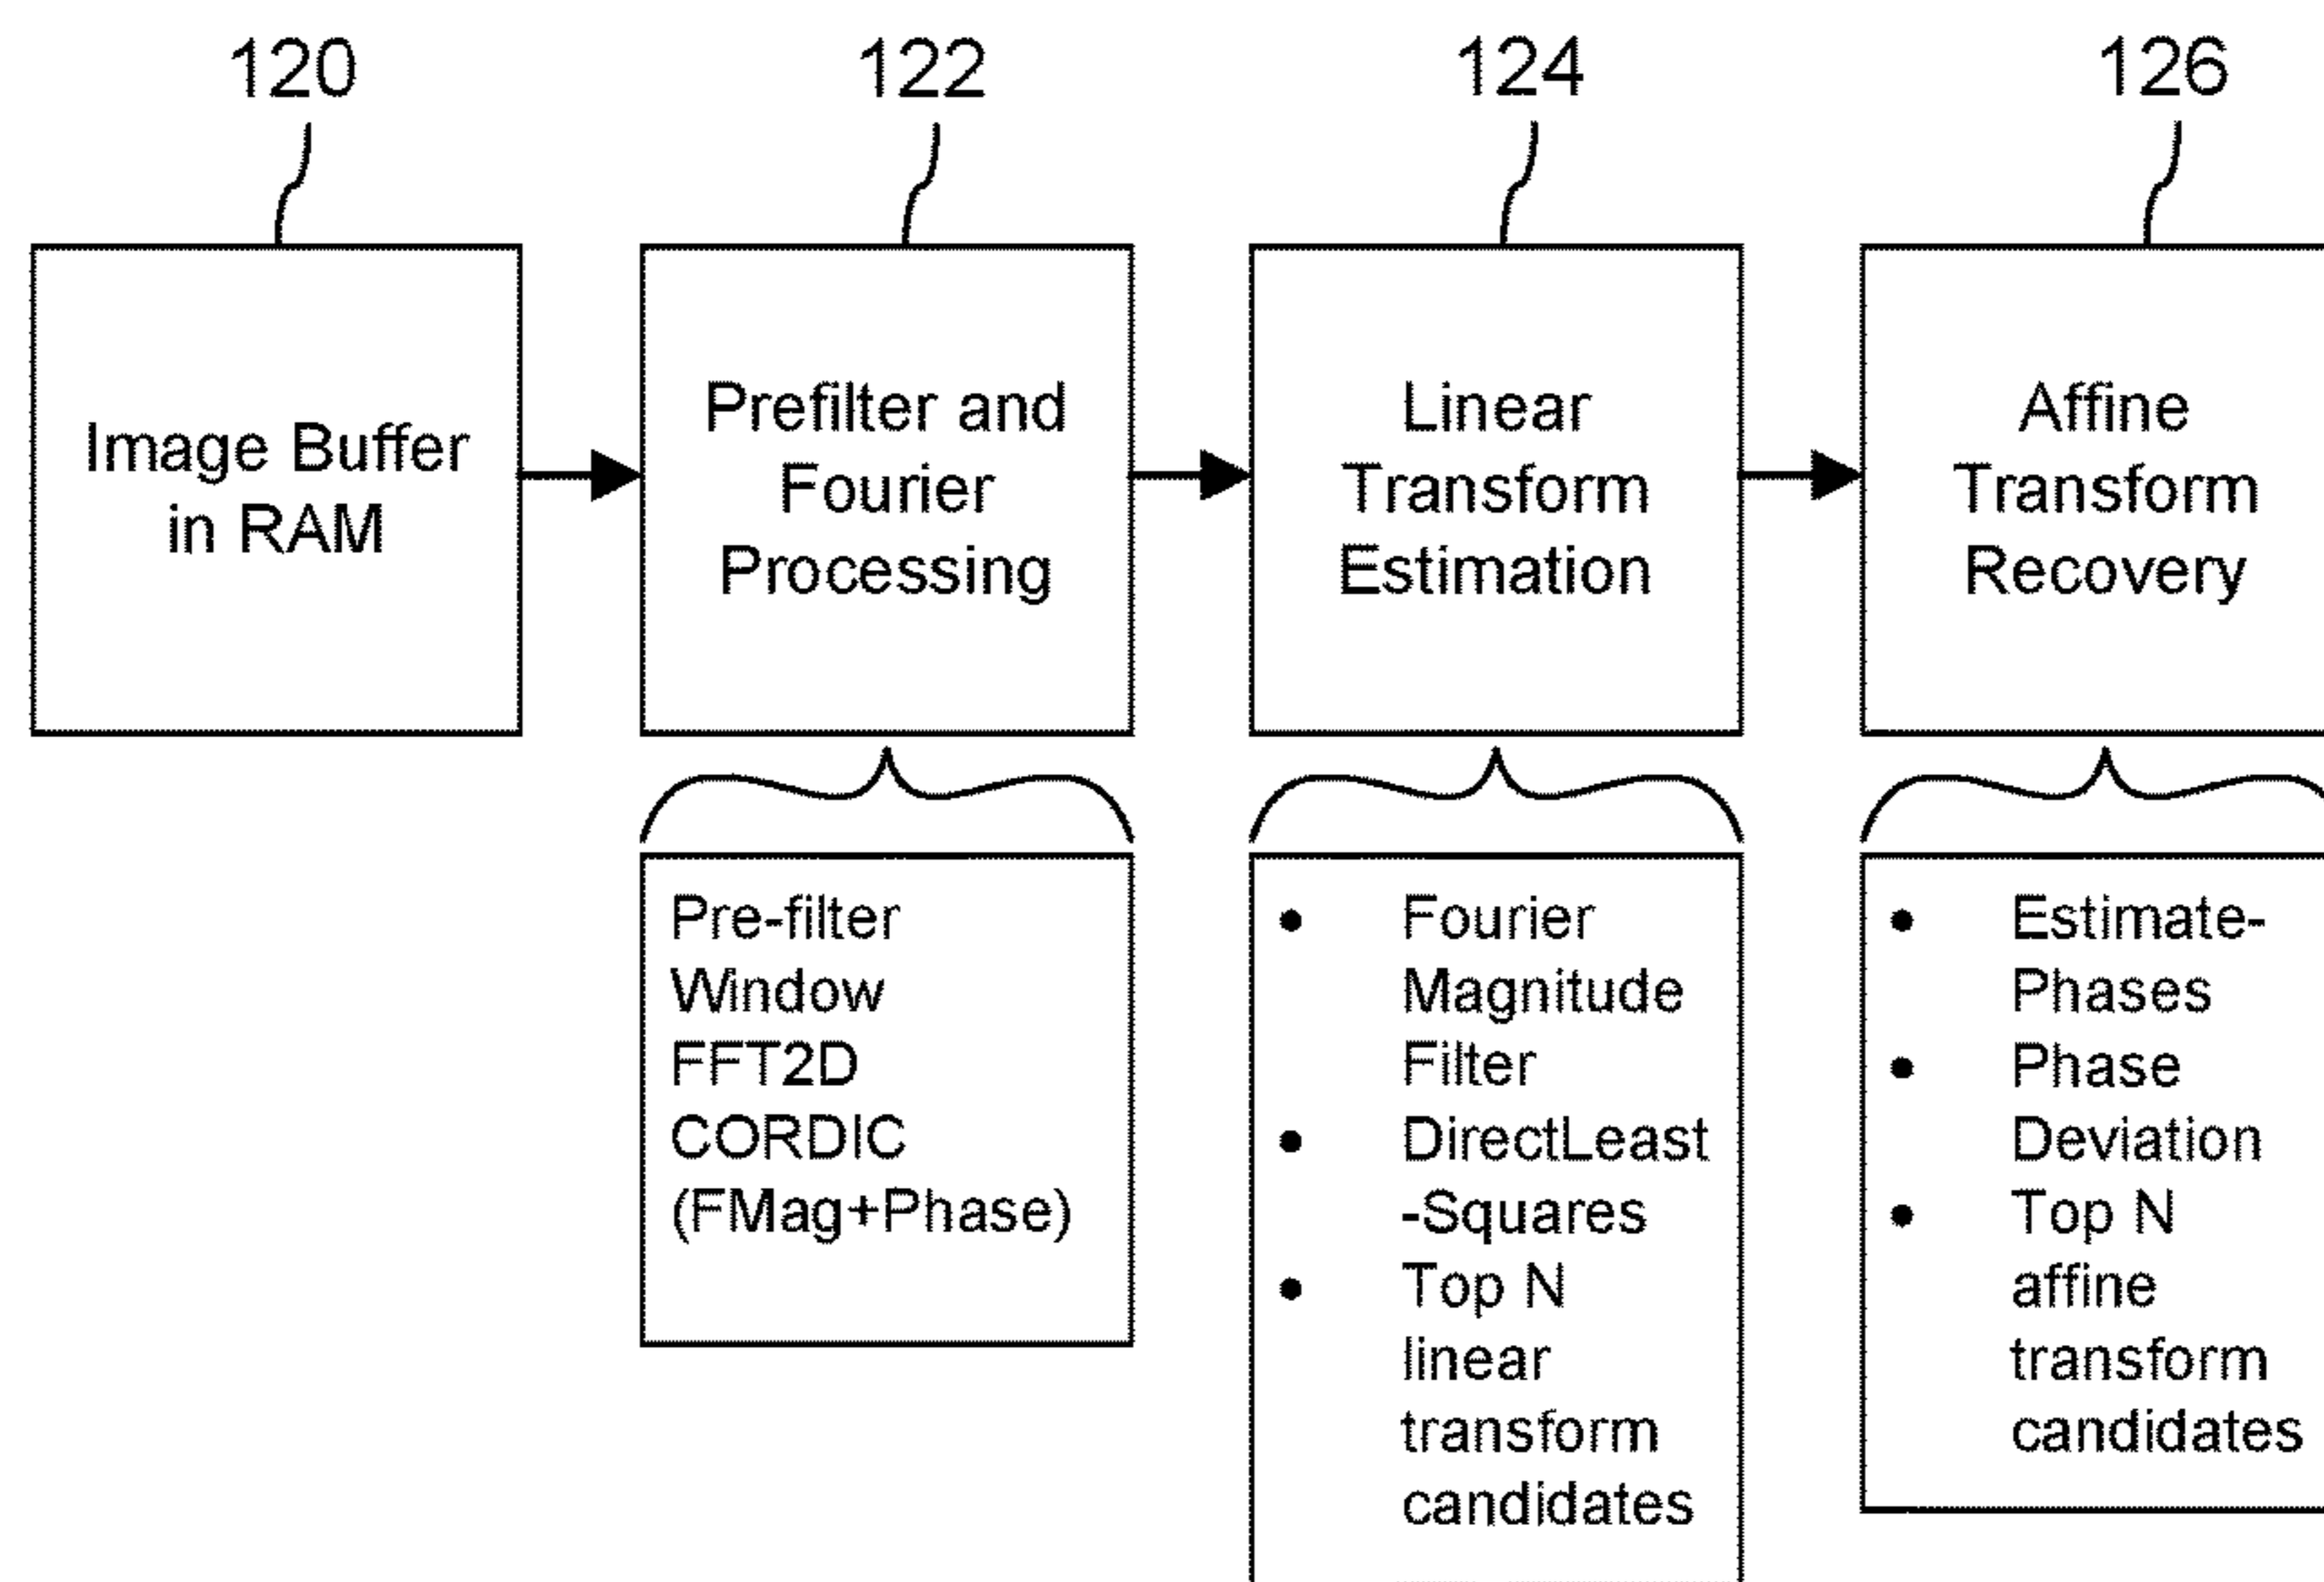 120
122
124
126
Image Buffer
in RAM
Prefilter and
Fourier
Processing
Linear
Transform
Estimation
Affine
Transform
Recovery
Pre-filter
Window
FFT2D
CORDIC
(FMag+Phase)
• Fourier
Magnitude
Filter
• DirectLeast
-Squares
• Top N
linear
transform
candidates
• Estimate-
Phases
• Phase
Deviation
• Top N
affine
transform
candidates